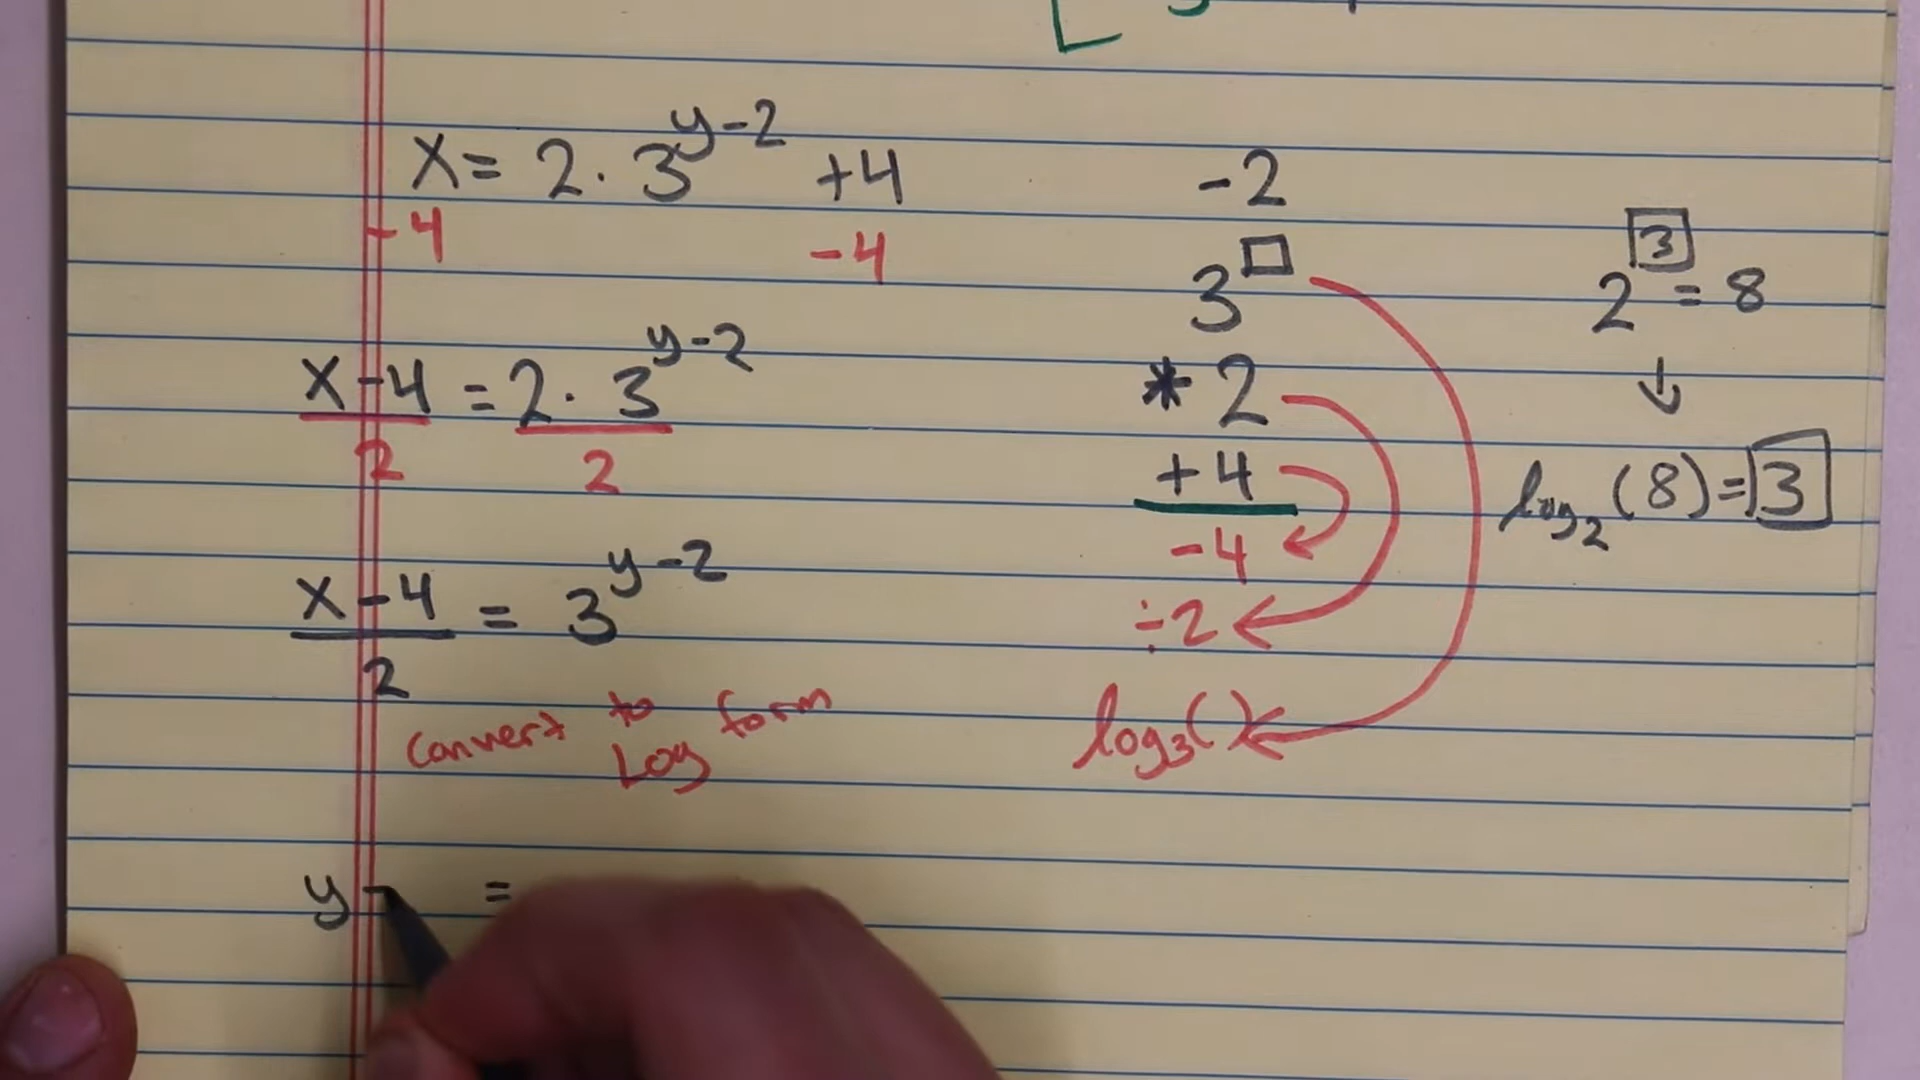 x = 2 · 3^{y-2} + 4
-4 -4
x - 4 = 2 · 3^{y-2}
2 2
x - 4 = 3^{y-2}
2
convert to form
Log
y - =
-2
3^□
* 2
+ 4
-4
÷2
log₃( )
2^3 = 8
↓
log₂(8) = 3